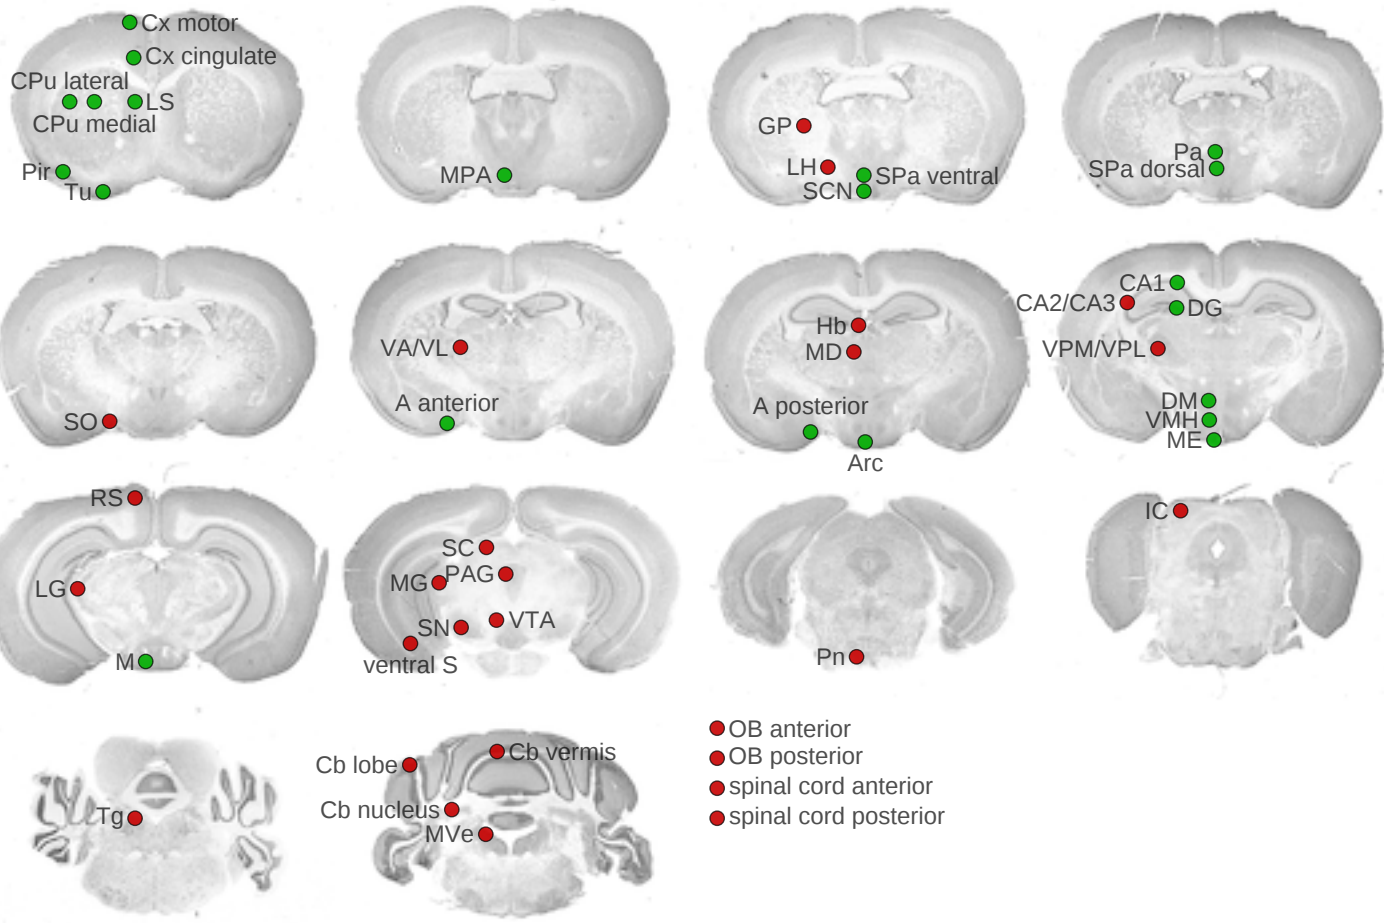 Cx motor
Cx cingulate
CPu lateral
LS
CPu medial
Pir
Tu
MPA
GP
LH
SPa ventral
SCN
Pa
SPa dorsal
SO
VA/VL
A anterior
Hb
MD
A posterior
Arc
CA1
CA2/CA3
DG
VPM/VPL
DM
VMH
ME
RS
LG
M
SC
MG
PAG
SN
VTA
ventral S
Pn
IC
Tg
Cb vermis
Cb lobe
Cb nucleus
MVe
OB anterior
OB posterior
spinal cord anterior
spinal cord posterior